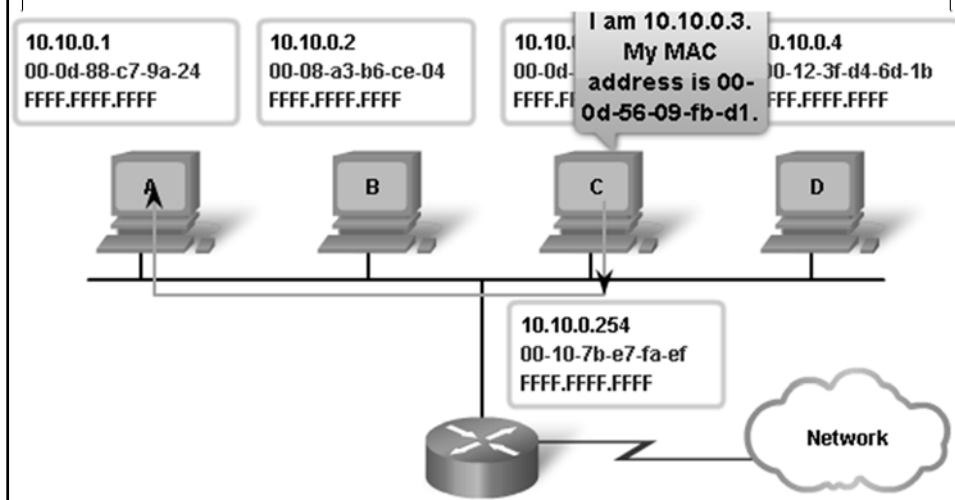 10.10.0.1
00-0d-88-c7-9a-24
FFFF.FFFF.FFFF
10.10.0.2
00-08-a3-b6-ce-04
FFFF.FFFF.FFFF
I am 10.10.0.3.
My MAC
address is 00-
0d-56-09-fb-d1.
A
B
C
D
10.10.0.254
00-10-7b-e7-fa-ef
FFFF.FFFF.FFFF
Network